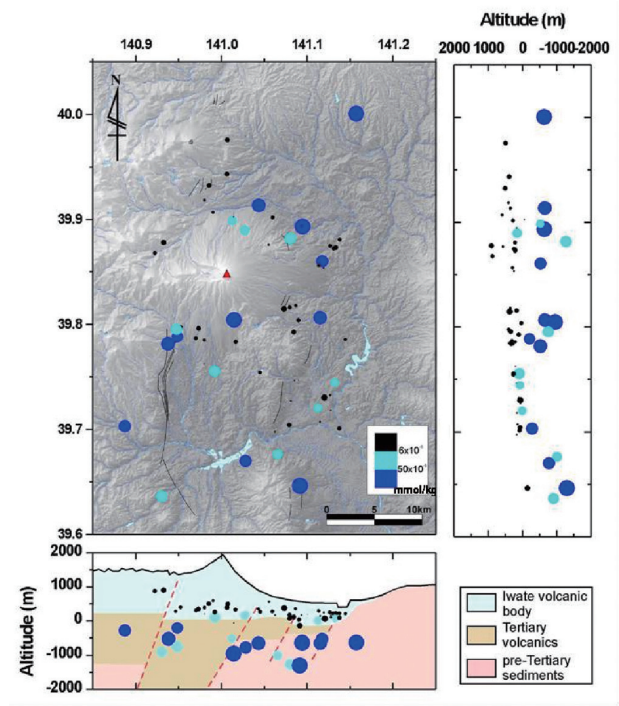 Altitude (m)
140.9 141.0 141.1 141.2
2000 1000 0 -1000 -2000
N
40.0
39.9
39.8
39.7
6x10
50x10
mmol/kg
0 5 10km
39.6
2000
1000
0
-1000
-2000
Altitude (m)
Iwate volcanic
body
Tertiary
volcanics
pre-Tertiary
sediments